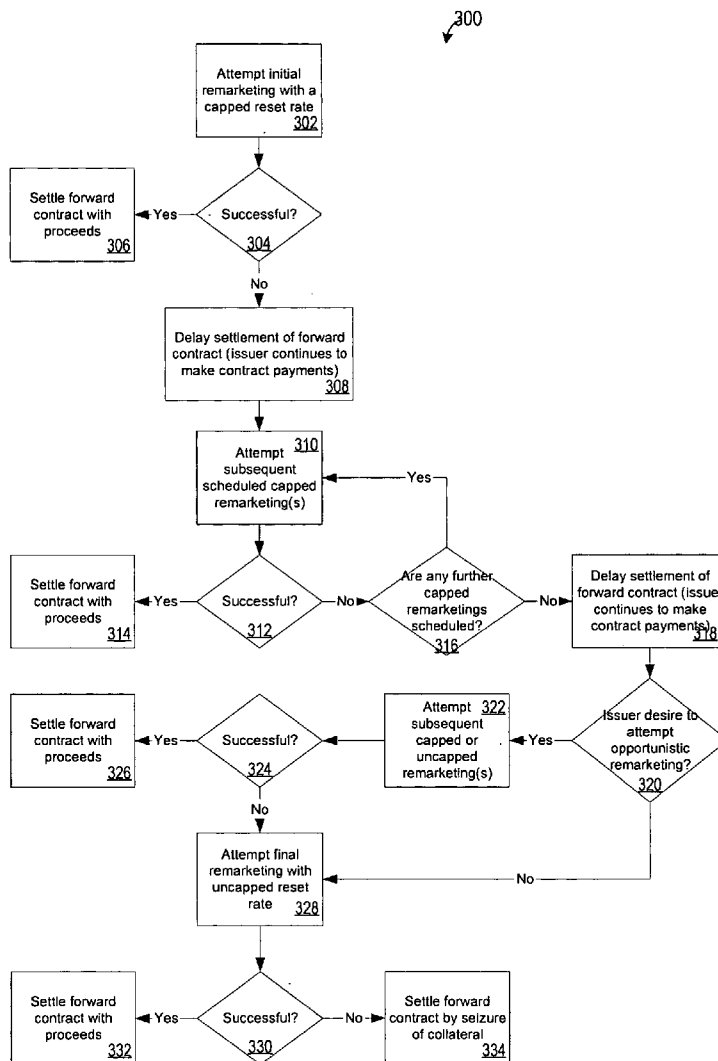 300
Attempt initial
remarketing with a
capped reset rate
302
Settle forward
contract with
proceeds
306
Yes
Successful?
304
No
Delay settlement of forward
contract (issuer continues to
make contract payments)
308
310
Attempt
subsequent
scheduled capped
remarketing(s)
Yes
Settle forward
contract with
proceeds
314
Yes
Successful?
312
No
Are any further
capped
remarketings
scheduled?
316
No
Delay settlement of
forward contract (issue
continues to make
contract payments)
318
Settle forward
contract with
proceeds
326
Yes
Successful?
324
322
Attempt
subsequent
capped or
uncapped
remarketing(s)
Yes
Issuer desire to
attempt
opportunistic
remarketing?
320
No
Attempt final
remarketing with
uncapped reset
rate
328
No
Settle forward
contract with
proceeds
332
Yes
Successful?
330
No
Settle forward
contract by seizure
of collateral
334